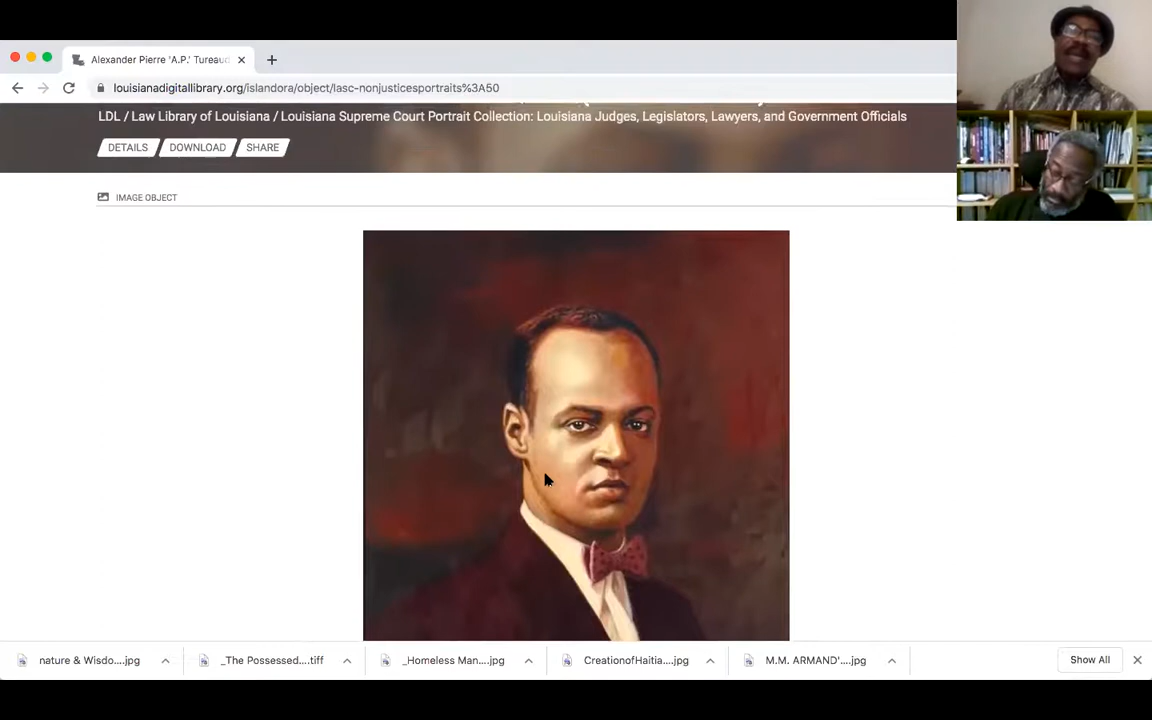 Alexander Pierre 'A.P.' Tureaud
louisianadigitallibrary.org/islandora/object/lasc-nonjusticesportraits%3A50
LDL / Law Library of Louisiana / Louisiana Supreme Court Portrait Collection: Louisiana Judges, Legislators, Lawyers, and Government Officials
DETAILS
DOWNLOAD
SHARE
IMAGE OBJECT
nature & Wisdo....jpg
_The Possessed....tiff
_Homeless Man....jpg
CreationofHaitia....jpg
M.M. ARMAND'....jpg
Show All